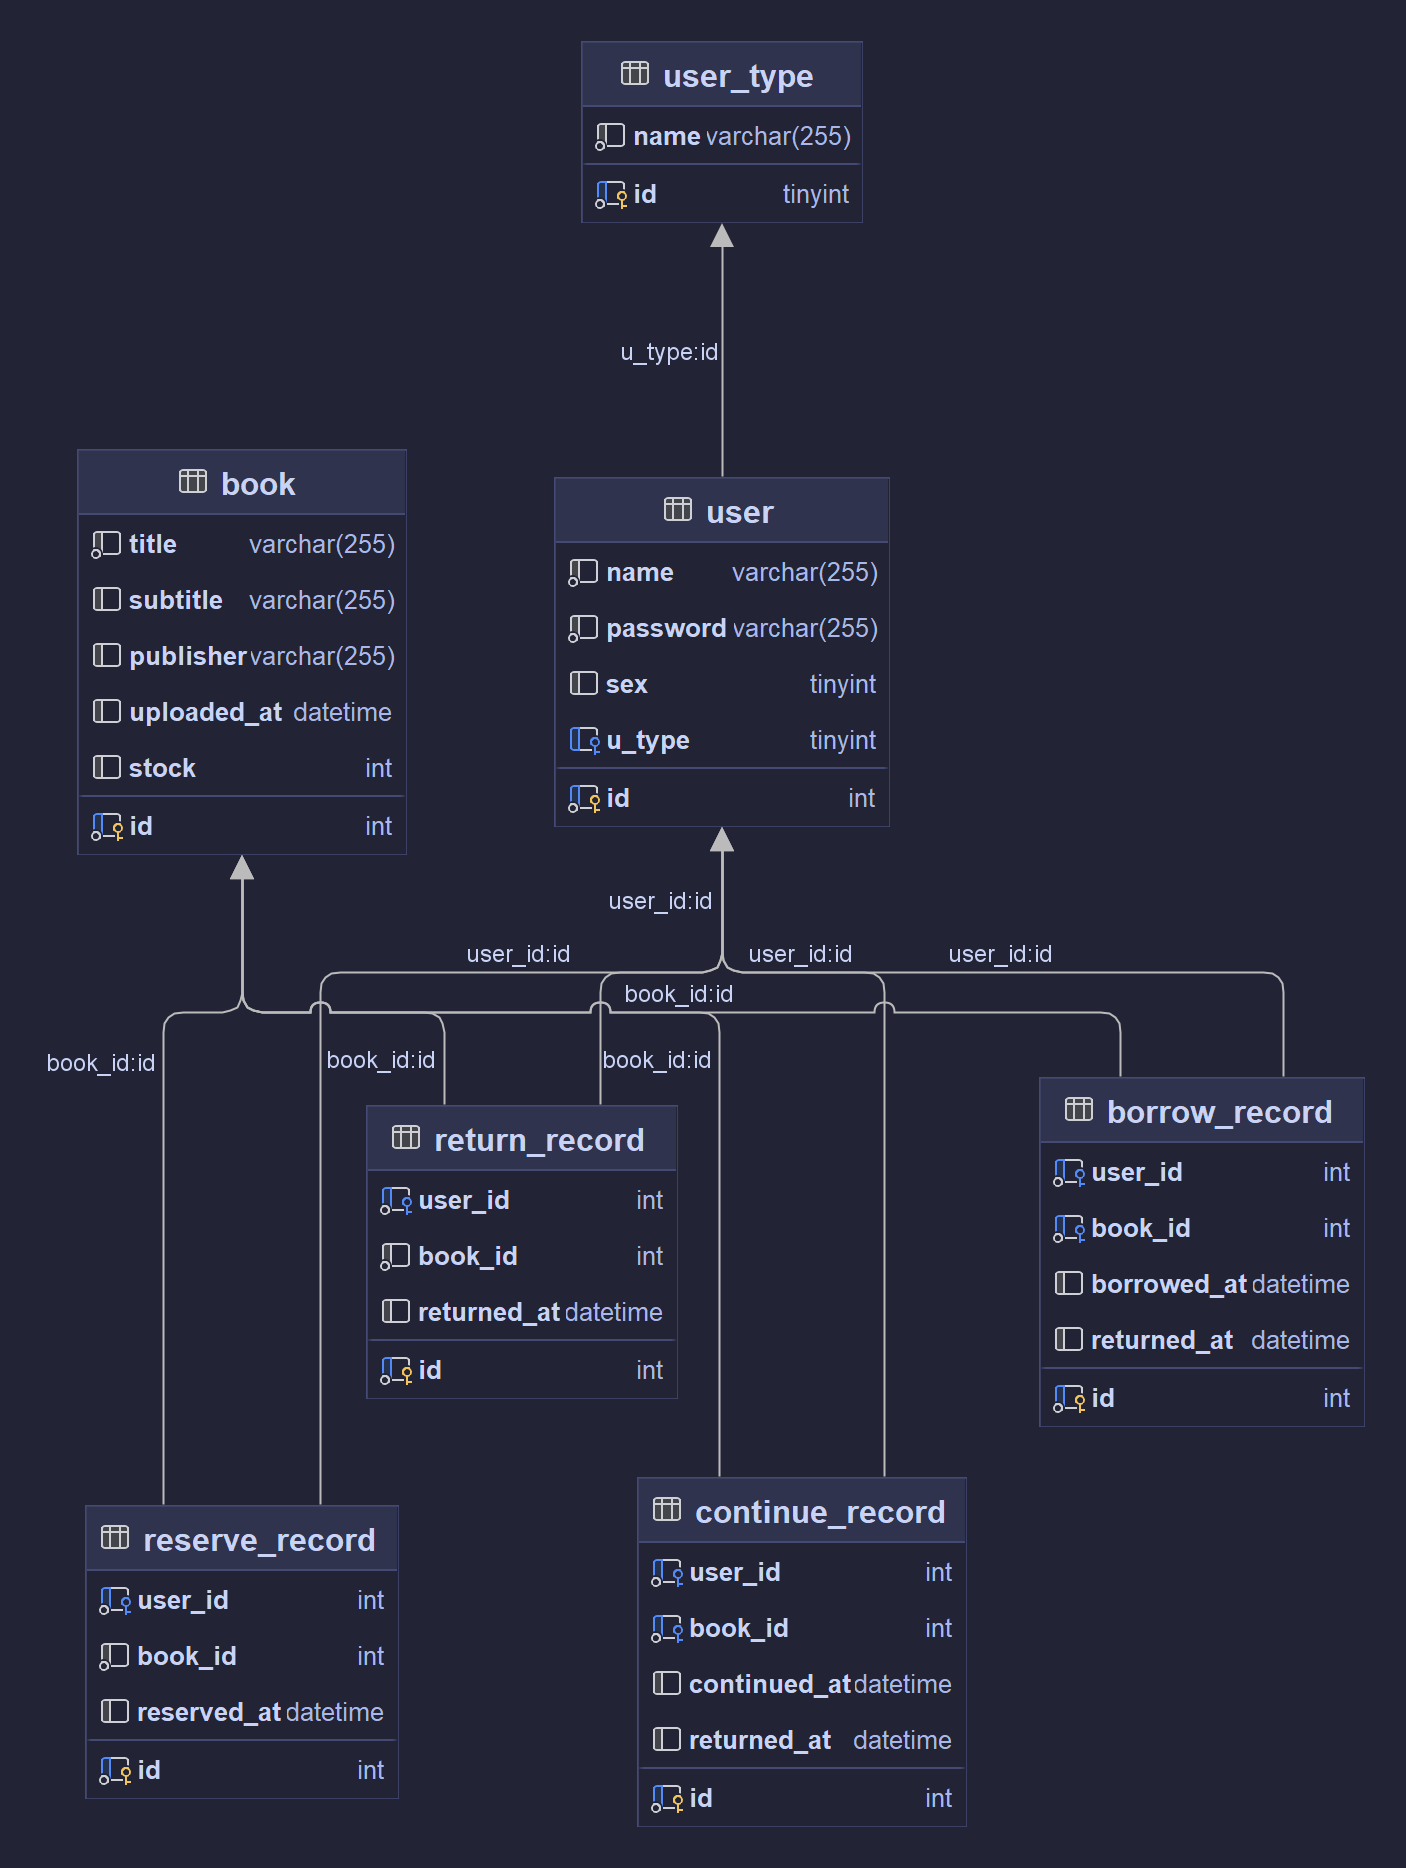 user_type
name varchar(255)
id tinyint
u_type:id
book
title varchar(255)
subtitle varchar(255)
publisher varchar(255)
uploaded_at datetime
stock int
id int
user
name varchar(255)
password varchar(255)
sex tinyint
u_type tinyint
id int
user_id:id
user_id:id
user_id:id
user_id:id
book_id:id
book_id:id
book_id:id
book_id:id
return_record
user_id int
book_id int
returned_at datetime
id int
borrow_record
user_id int
book_id int
borrowed_at datetime
returned_at datetime
id int
reserve_record
user_id int
book_id int
reserved_at datetime
id int
continue_record
user_id int
book_id int
continued_at datetime
returned_at datetime
id int